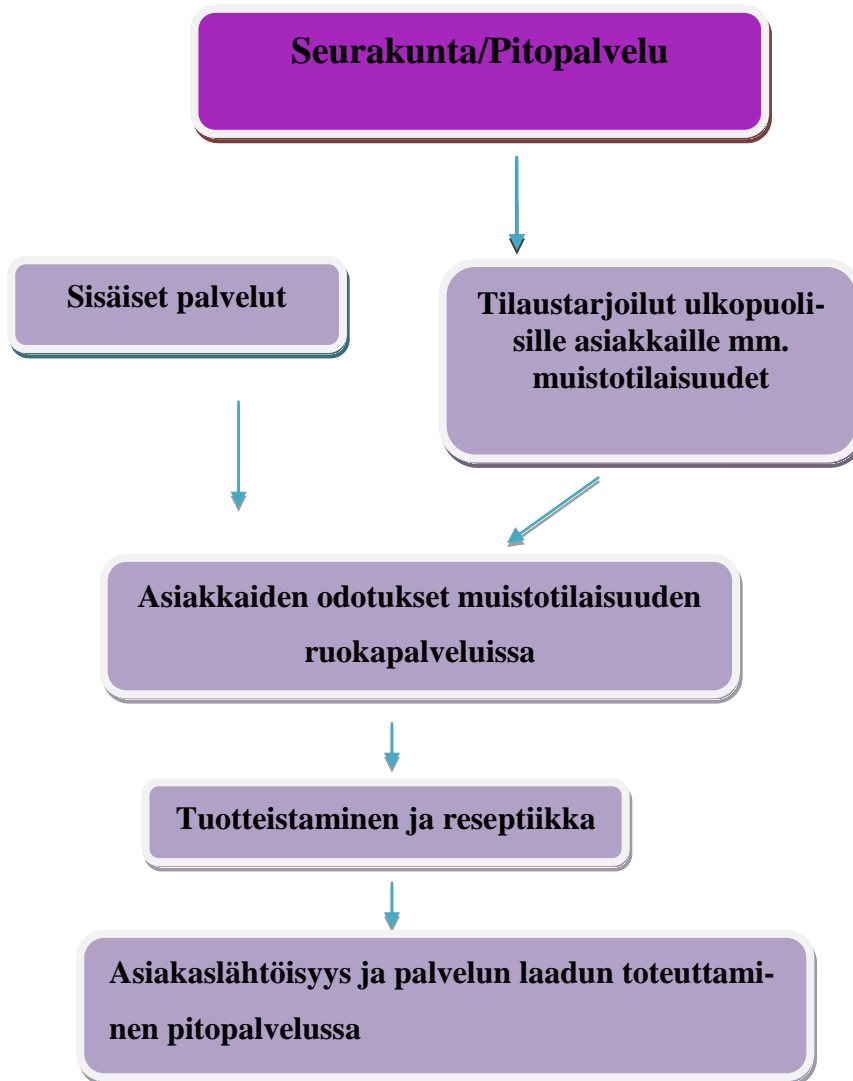 Seurakunta/Pitopalvelu
Sisäiset palvelut
Tilaustarjoilut ulkopuoli-
sille asiakkaille mm.
muistotilaisuudet
Asiakkaiden odotukset muistotilaisuuden
ruokapalveluissa
Tuotteistaminen ja reseptiikka
Asiakaslähtöisyys ja palvelun laadun toteuttami-
nen pitopalvelussa